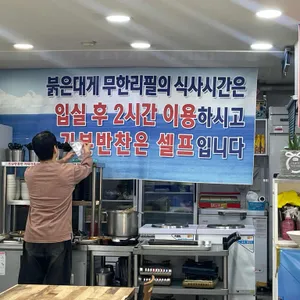 붉은대게 무한리필의 식사시간은
입실 후 2시간 이용하시고
기본반찬은 셀프입니다